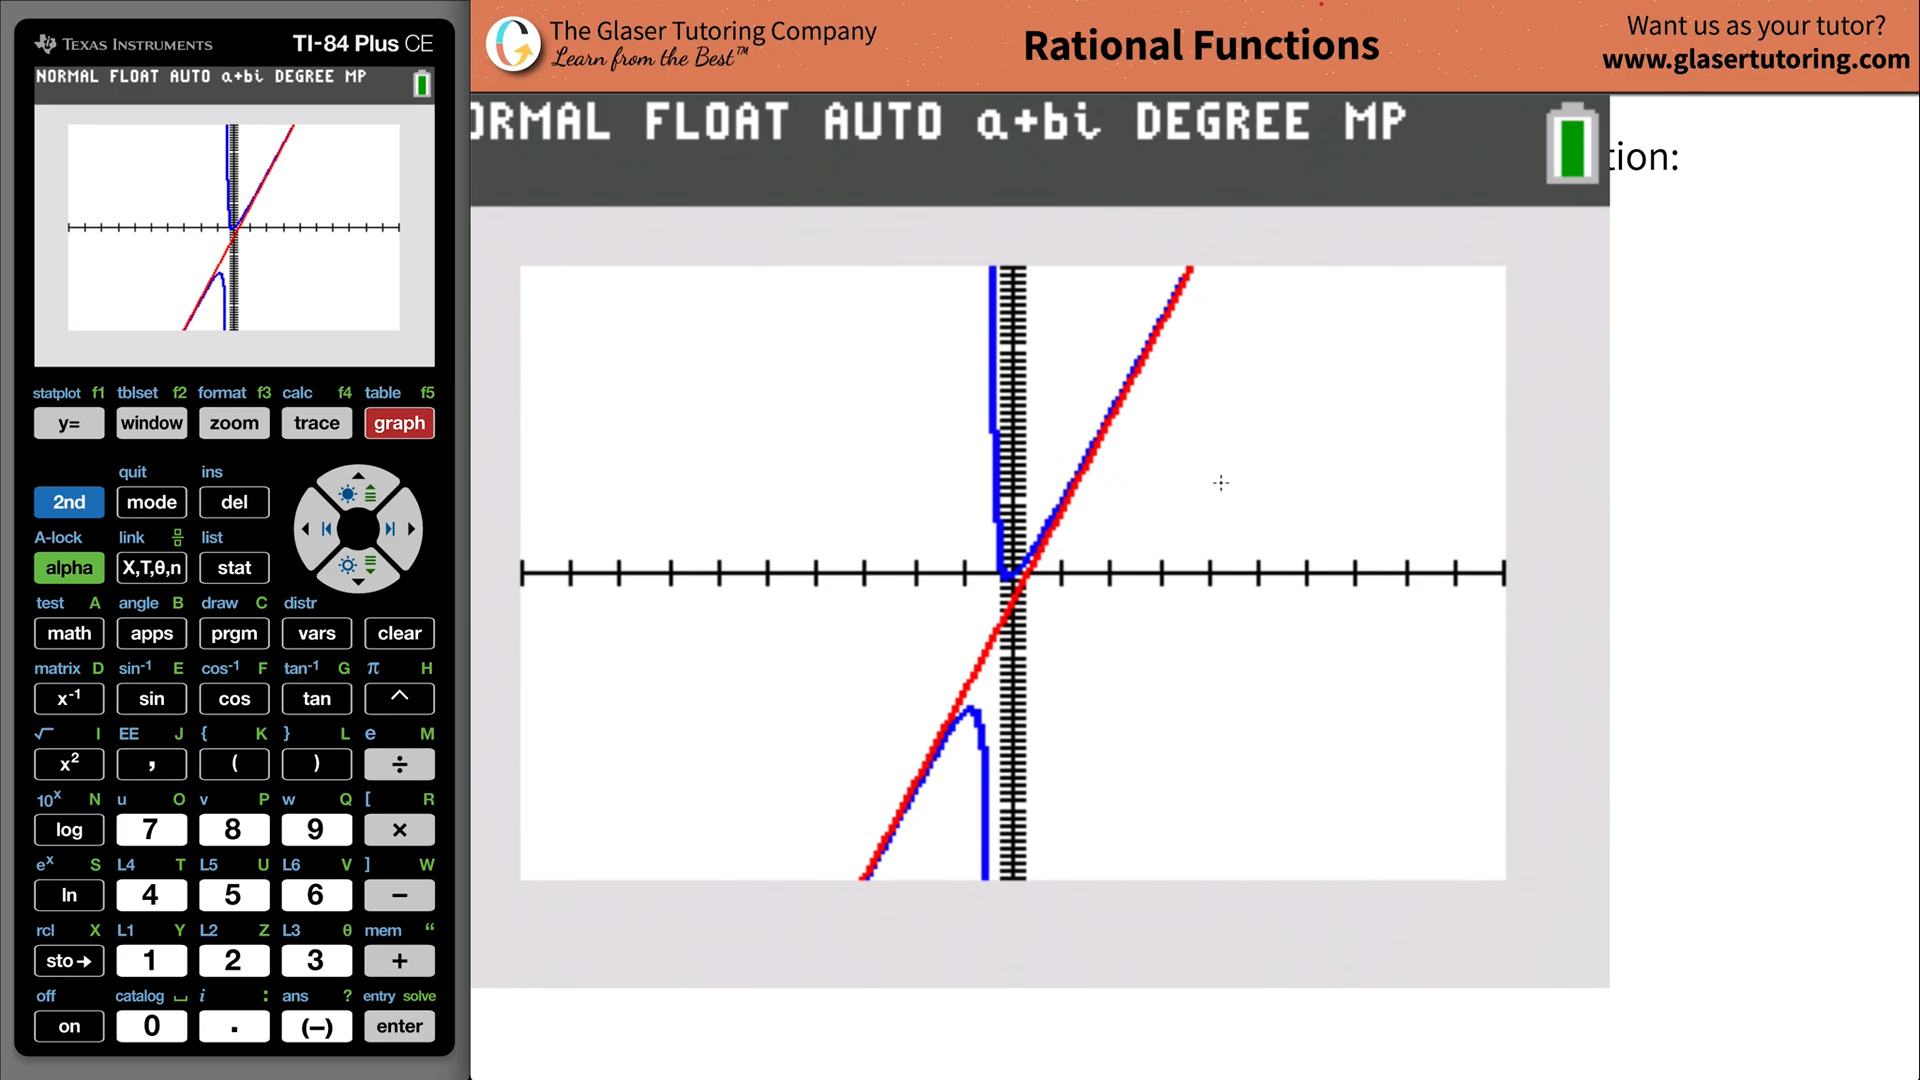 TEXAS INSTRUMENTS TI-84 Plus CE
NORMAL FLOAT AUTO a+bi DEGREE MP
statplot f1 tblset f2 format f3 calc f4 table f5
y= window zoom trace graph
quit ins
2nd mode del
A-lock link list
alpha X,T,θ,n stat
test A angle B draw C distr
math apps prgm vars clear
matrix D sin⁻¹ E cos⁻¹ F tan⁻¹ G π H
x⁻¹ sin cos tan ^
√ I EE J { K } L e M
x² , ( ) ÷
10ˣ N u O v P w Q [ R
log 7 8 9 ×
eˣ S L4 T L5 U L6 V ] W
ln 4 5 6 −
rcl X L1 Y L2 Z L3 θ mem “
sto→ 1 2 3 +
off catalog ⎵ i : ans ? entry solve
on 0 . (−) enter
The Glaser Tutoring Company
Learn from the Best™
Rational Functions
Want us as your tutor?
www.glasertutoring.com
ORMAL FLOAT AUTO a+bi DEGREE MP
tion: